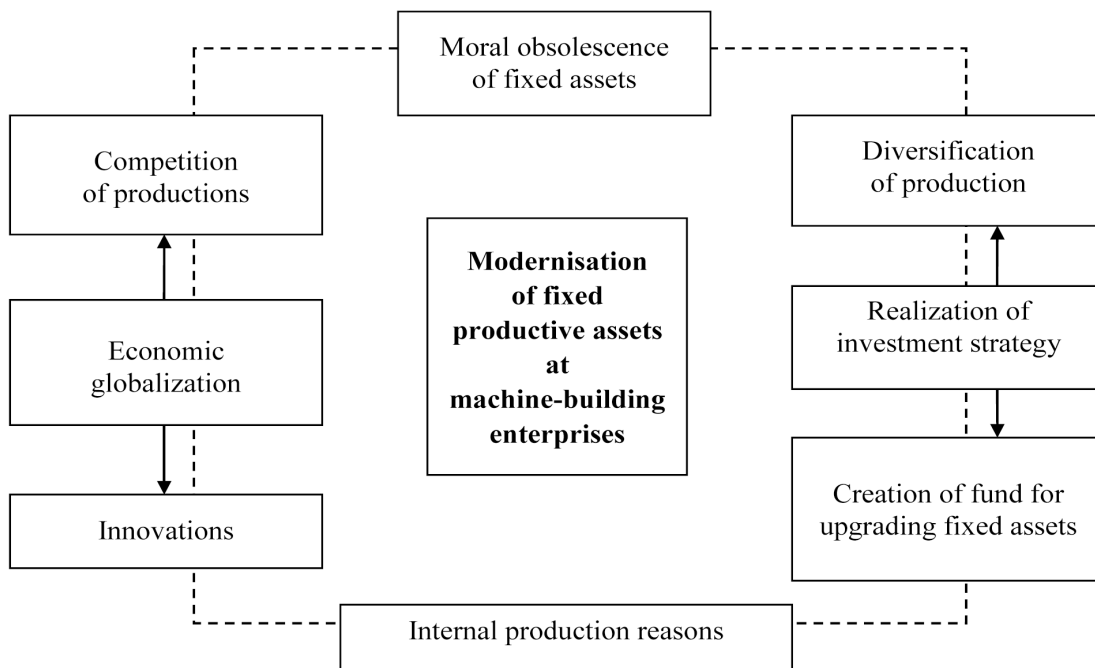 Moral obsolescence
of fixed assets
Competition
of productions
Diversification
of production
Modernisation
of fixed
productive assets
at
machine-building
enterprises
Economic
globalization
Realization of
investment strategy
Innovations
Creation of fund for
upgrading fixed assets
Internal production reasons